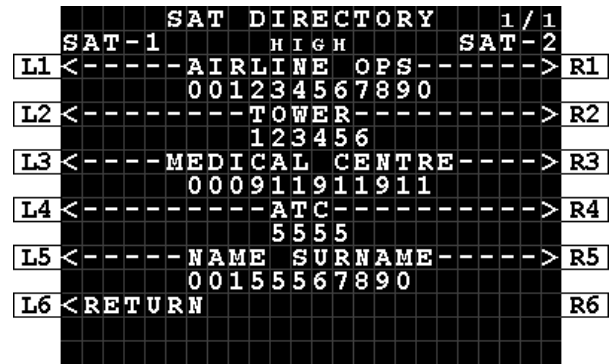 SAT DIRECTORY 1/1
SAT-1 HIGH SAT-2
L1 <-----AIRLINE OPS------> R1
001234567890
L2 <--------TOWER---------> R2
123456
L3 <----MEDICAL CENTRE----> R3
000911911911
L4 <---------ATC----------> R4
5555
L5 <-----NAME SURNAME-----> R5
00155567890
L6 <RETURN R6